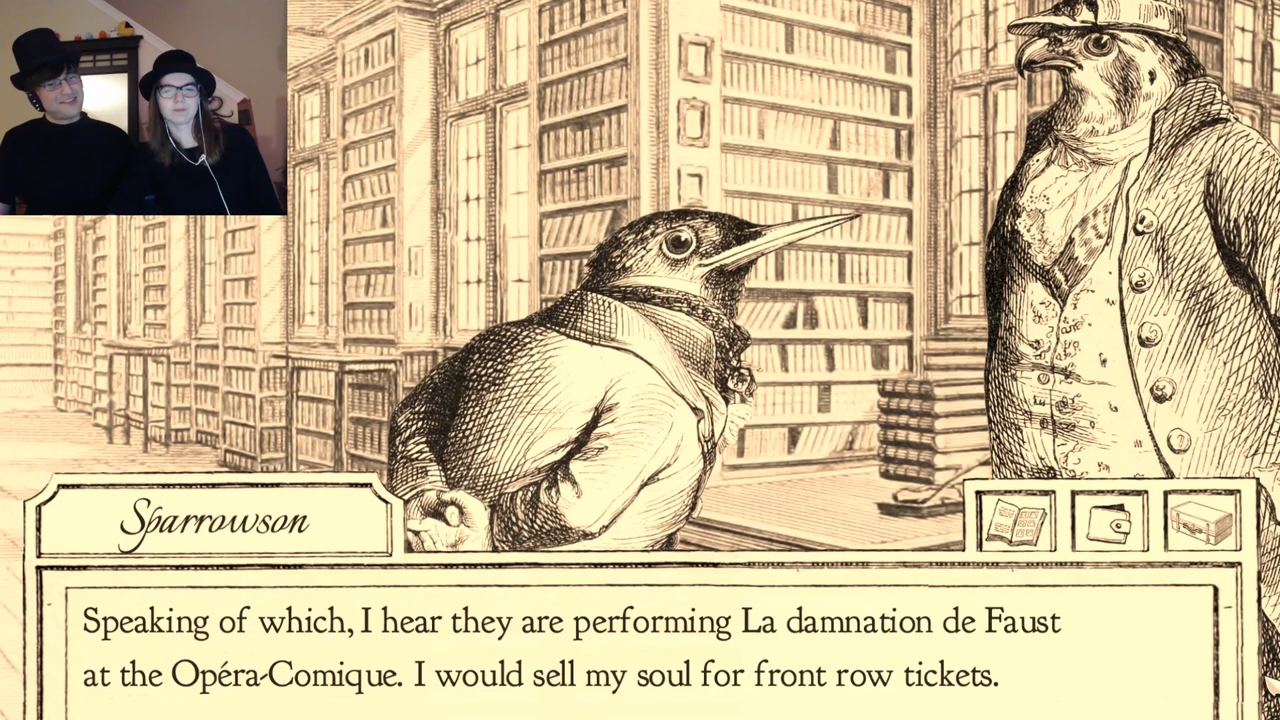 Sparrowson
Speaking of which, I hear they are performing La damnation de Faust
at the Opéra-Comique. I would sell my soul for front row tickets.